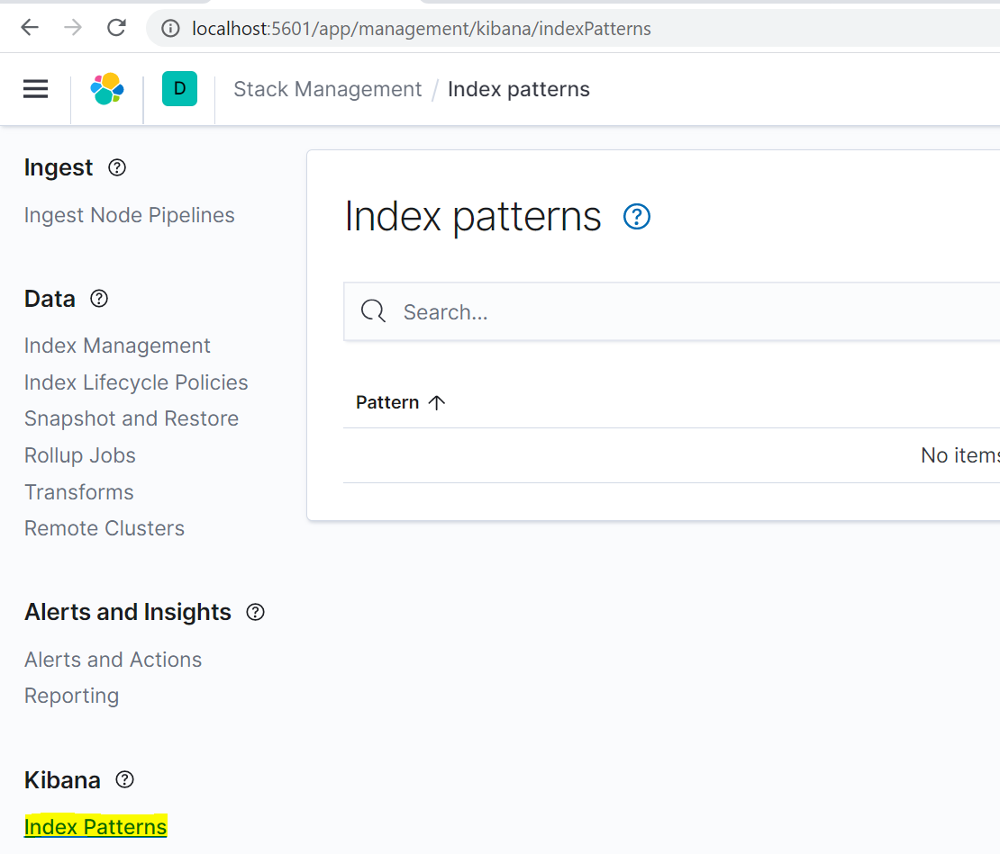 localhost:5601/app/management/kibana/indexPatterns
D
Stack Management / Index patterns
Ingest
Ingest Node Pipelines
Data
Index Management
Index Lifecycle Policies
Snapshot and Restore
Rollup Jobs
Transforms
Remote Clusters
Alerts and Insights
Alerts and Actions
Reporting
Kibana
Index Patterns
Index patterns
Search...
Pattern
No items